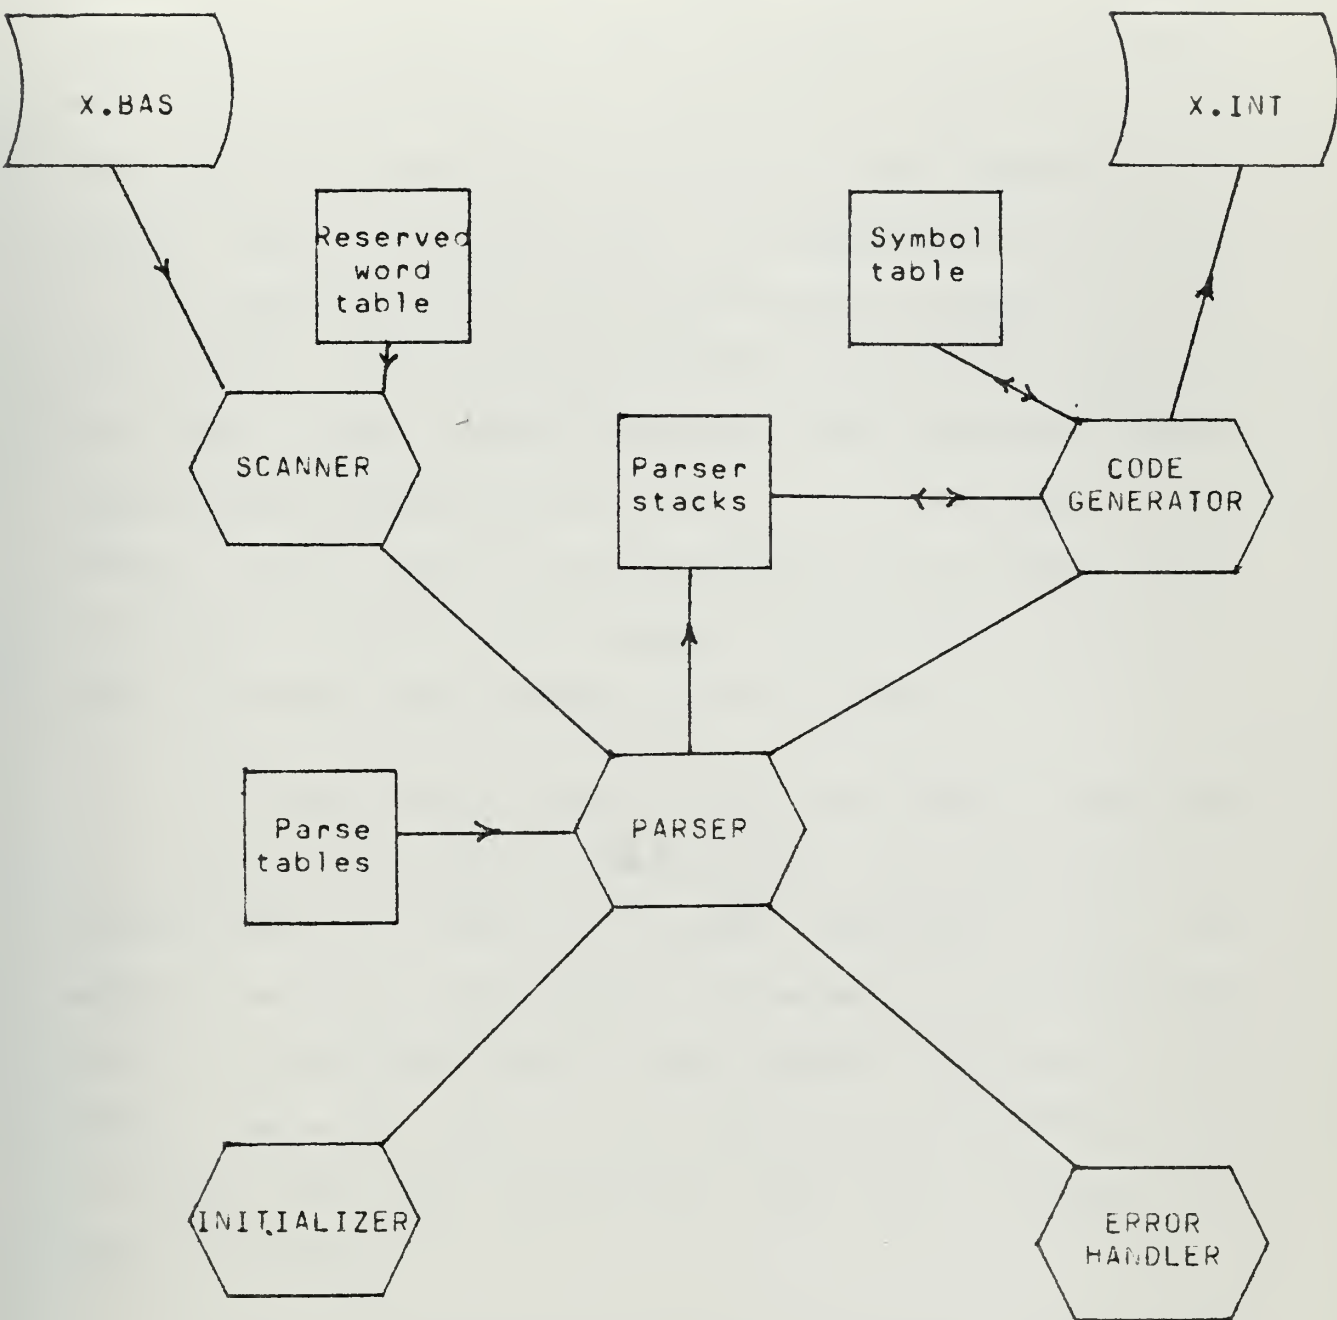 X.BAS
X.INT
Reserved
word
table
Symbol
table
SCANNER
Parser
stacks
CODE
GENERATOR
Parse
tables
PARSER
INITIALIZER
ERROR
HANDLER